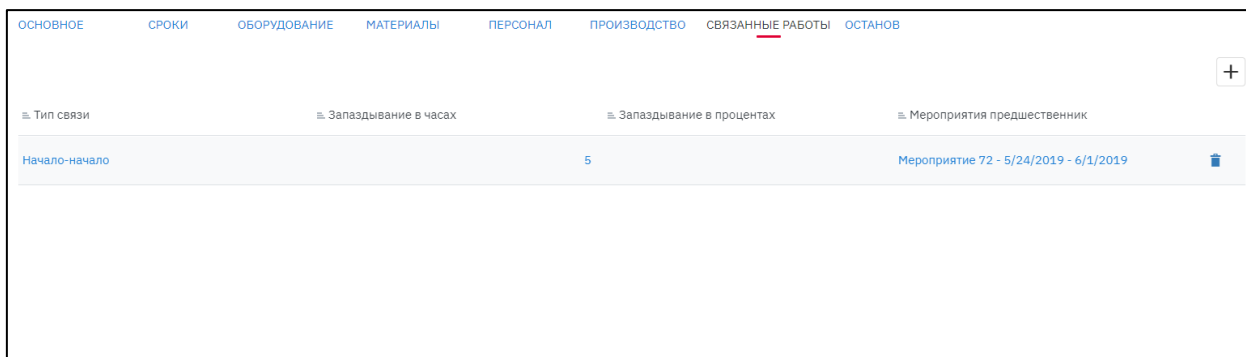 ОСНОВНОЕ СРОКИ ОБОРУДОВАНИЕ МАТЕРИАЛЫ ПЕРСОНАЛ ПРОИЗВОДСТВО СВЯЗАННЫЕ РАБОТЫ ОСТАНОВ
Тип связи Запаздывание в часах Запаздывание в процентах Мероприятия предшественник
Начало-начало 5 Мероприятие 72 - 5/24/2019 - 6/1/2019